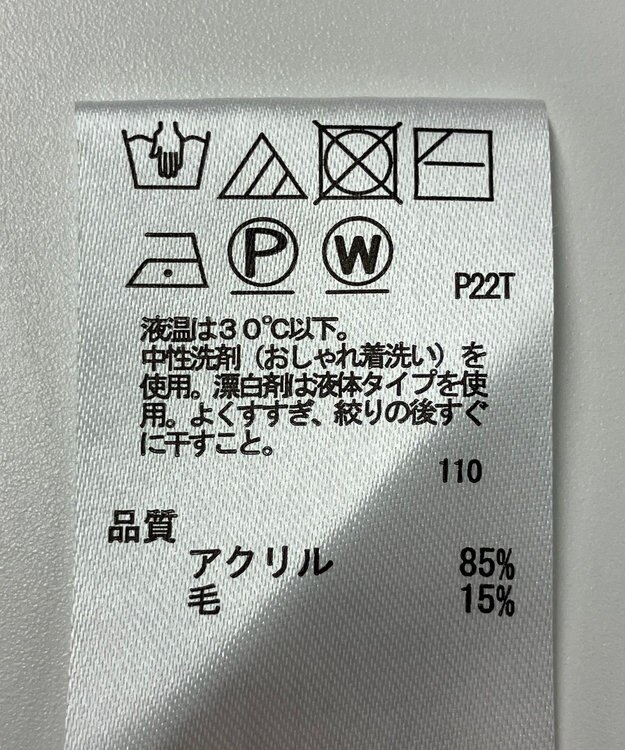 P W P22T
液温は30℃以下。
中性洗剤（おしゃれ着洗い）を
使用。漂白剤は液体タイプを使
用。よくすすぎ、絞りの後すぐ
に干すこと。
110
品質
アクリル 85%
毛 15%